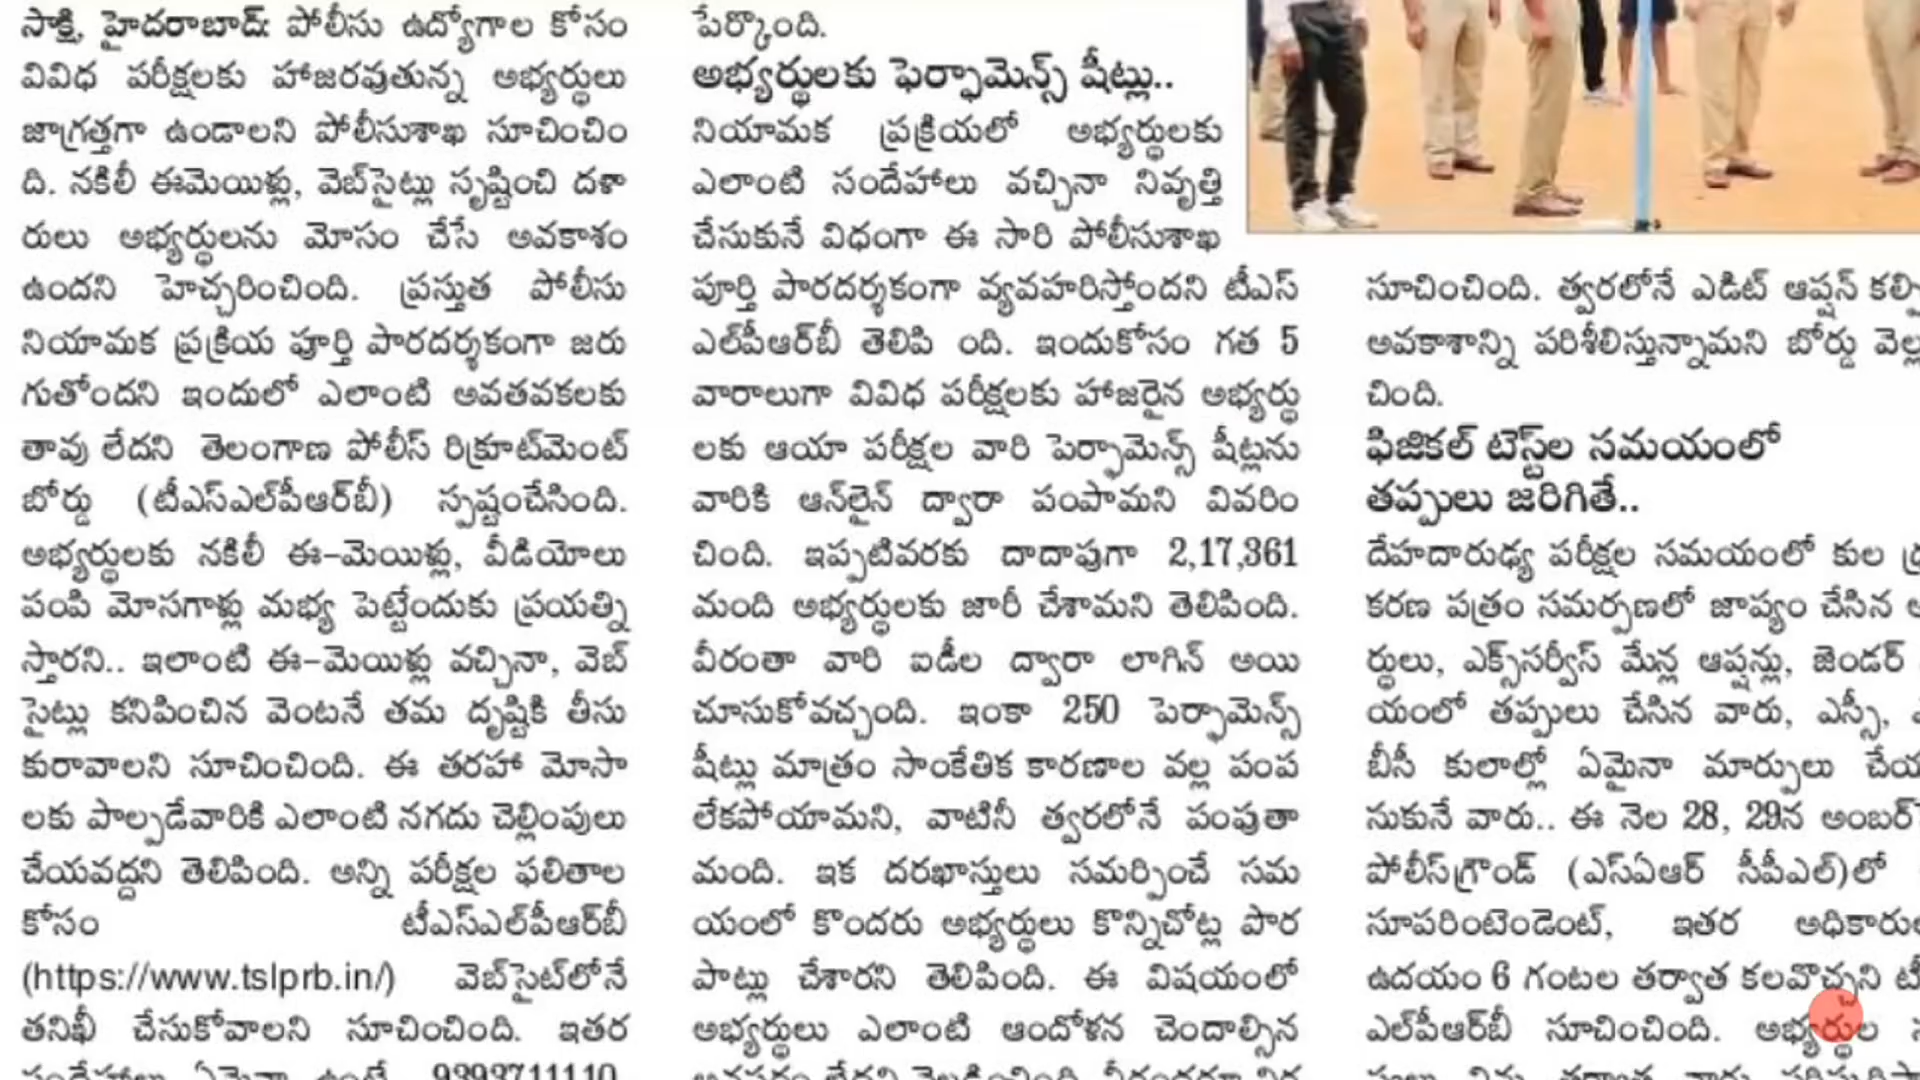 సాక్షి, హైదరాబాద్: పోలీసు ఉద్యోగాల కోసం
వివిధ పరీక్షలకు హాజరవుతున్న అభ్యర్థులు
జాగ్రత్తగా ఉండాలని పోలీసుశాఖ సూచించిం
ది. నకిలీ ఈమెయిళ్లు, వెబ్‌సైట్లు సృష్టించి దళా
రులు అభ్యర్థులను మోసం చేసే అవకాశం
ఉందని హెచ్చరించింది. ప్రస్తుత పోలీసు
నియామక ప్రక్రియ పూర్తి పారదర్శకంగా జరు
గుతోందని ఇందులో ఎలాంటి అవతవకలకు
తావు లేదని తెలంగాణ పోలీస్ రిక్రూట్‌మెంట్
బోర్డు (టీఎస్ఎల్‌పీఆర్‌బీ) స్పష్టంచేసింది.
అభ్యర్థులకు నకిలీ ఈ-మెయిళ్లు, వీడియోలు
పంపి మోసగాళ్లు మభ్య పెట్టేందుకు ప్రయత్ని
స్తారని.. ఇలాంటి ఈ-మెయిళ్లు వచ్చినా, వెబ్
సైట్లు కనిపించిన వెంటనే తమ దృష్టికి తీసు
కురావాలని సూచించింది. ఈ తరహా మోసా
లకు పాల్పడేవారికి ఎలాంటి నగదు చెల్లింపులు
చేయవద్దని తెలిపింది. అన్ని పరీక్షల ఫలితాల
కోసం టీఎస్ఎల్‌పీఆర్‌బీ
(https://www.tslprb.in/) వెబ్‌సైట్‌లోనే
తనిఖీ చేసుకోవాలని సూచించింది. ఇతర
సందేహాలు ఏమైనా ఉంటే 9393711110,
పేర్కొంది.
అభ్యర్థులకు ఫెర్ఫామెన్స్ షీట్లు..
నియామక ప్రక్రియలో అభ్యర్థులకు
ఎలాంటి సందేహాలు వచ్చినా నివృత్తి
చేసుకునే విధంగా ఈ సారి పోలీసుశాఖ
పూర్తి పారదర్శకంగా వ్యవహరిస్తోందని టీఎస్
ఎల్‌పీఆర్‌బీ తెలిపి ంది. ఇందుకోసం గత 5
వారాలుగా వివిధ పరీక్షలకు హాజరైన అభ్యర్థు
లకు ఆయా పరీక్షల వారి పెర్ఫామెన్స్ షీట్లను
వారికి ఆన్‌లైన్ ద్వారా పంపామని వివరిం
చింది. ఇప్పటివరకు దాదాపుగా 2,17,361
మంది అభ్యర్థులకు జారీ చేశామని తెలిపింది.
వీరంతా వారి ఐడీల ద్వారా లాగిన్ అయి
చూసుకోవచ్చంది. ఇంకా 250 పెర్ఫామెన్స్
షీట్లు మాత్రం సాంకేతిక కారణాల వల్ల పంప
లేకపోయామని, వాటినీ త్వరలోనే పంపుతా
మంది. ఇక దరఖాస్తులు సమర్పించే సమ
యంలో కొందరు అభ్యర్థులు కొన్నిచోట్ల పొర
పాట్లు చేశారని తెలిపింది. ఈ విషయంలో
అభ్యర్థులు ఎలాంటి ఆందోళన చెందాల్సిన
అవసరం లేదని వెల్లడించింది.
సూచించింది. త్వరలోనే ఎడిట్ ఆప్షన్ కల్పి
అవకాశాన్ని పరిశీలిస్తున్నామని బోర్డు వెల్ల
చింది.
ఫిజికల్ టెస్ట్‌ల సమయంలో
తప్పులు జరిగితే..
దేహదారుఢ్య పరీక్షల సమయంలో కుల
కరణ పత్రం సమర్పణలో జాప్యం చేసిన
ర్థులు, ఎక్స్‌సర్వీస్ మేన్ల ఆప్షన్లు, జెండర్
యంలో తప్పులు చేసిన వారు, ఎస్సీ,
బీసీ కులాల్లో ఏమైనా మార్పులు చేయ
సుకునే వారు.. ఈ నెల 28, 29న అంబర్
పోలీస్‌గ్రౌండ్ (ఎస్ఏఆర్ సీపీఎల్)లో
సూపరింటెండెంట్, ఇతర అధికారుల
ఉదయం 6 గంటల తర్వాత కలవొచ్చని టీ
ఎల్‌పీఆర్‌బీ సూచించింది. అభ్యర్థుల